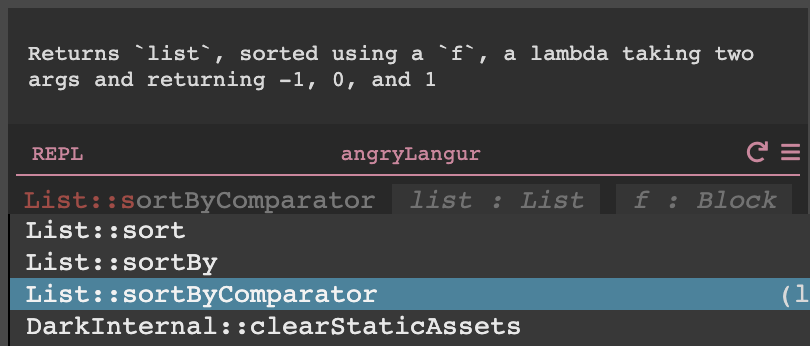 Returns `list`, sorted using a `f`, a lambda taking two
args and returning -1, 0, and 1
REPL angryLangur
List::sortByComparator list : List f : Block
List::sort
List::sortBy
List::sortByComparator (l
DarkInternal::clearStaticAssets